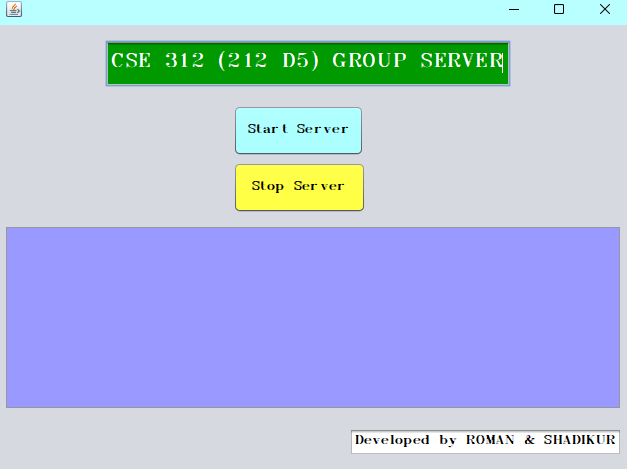 CSE 312 (212 D5) GROUP SERVER
Start Server
Stop Server
Developed by ROMAN & SHADIKUR